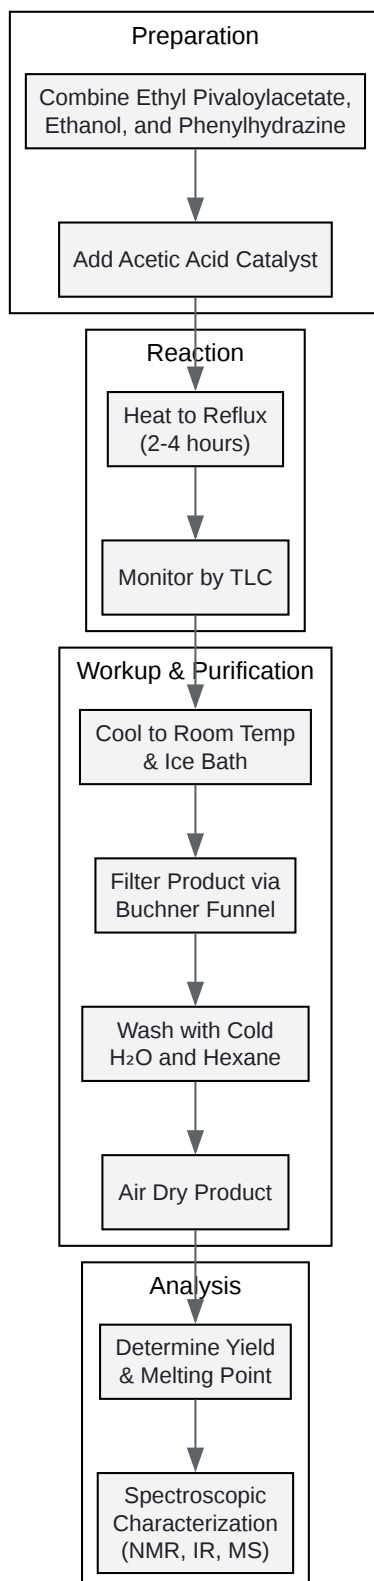 Preparation
Combine Ethyl Pivaloylacetate,
Ethanol, and Phenylhydrazine
Add Acetic Acid Catalyst
Reaction
Heat to Reflux
(2-4 hours)
Monitor by TLC
Workup & Purification
Cool to Room Temp
& Ice Bath
Filter Product via
Buchner Funnel
Wash with Cold
H₂O and Hexane
Air Dry Product
Analysis
Determine Yield
& Melting Point
Spectroscopic
Characterization
(NMR, IR, MS)